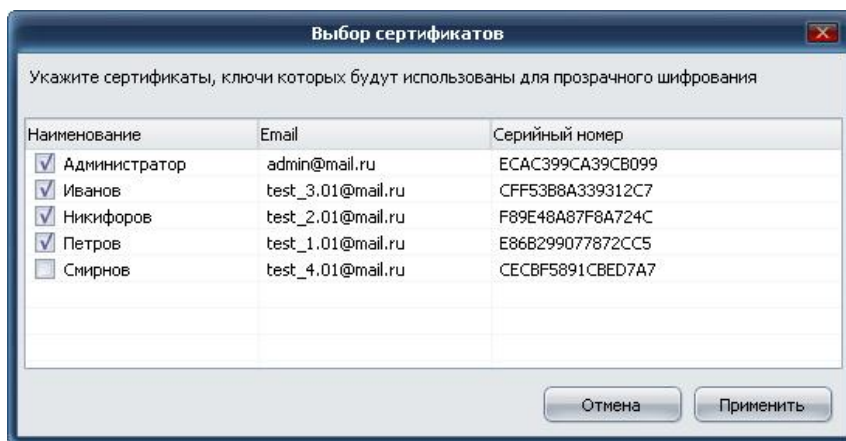 Выбор сертификатов
Укажите сертификаты, ключи которых будут использованы для прозрачного шифрования
Наименование Email Серийный номер
Администратор admin@mail.ru ECAC399CA39CB099
Иванов test_3.01@mail.ru CFF53B8A339312C7
Никифоров test_2.01@mail.ru F89E48A87F8A724C
Петров test_1.01@mail.ru E86B299077872CC5
Смирнов test_4.01@mail.ru CECBF5891CBED7A7
Отмена Применить